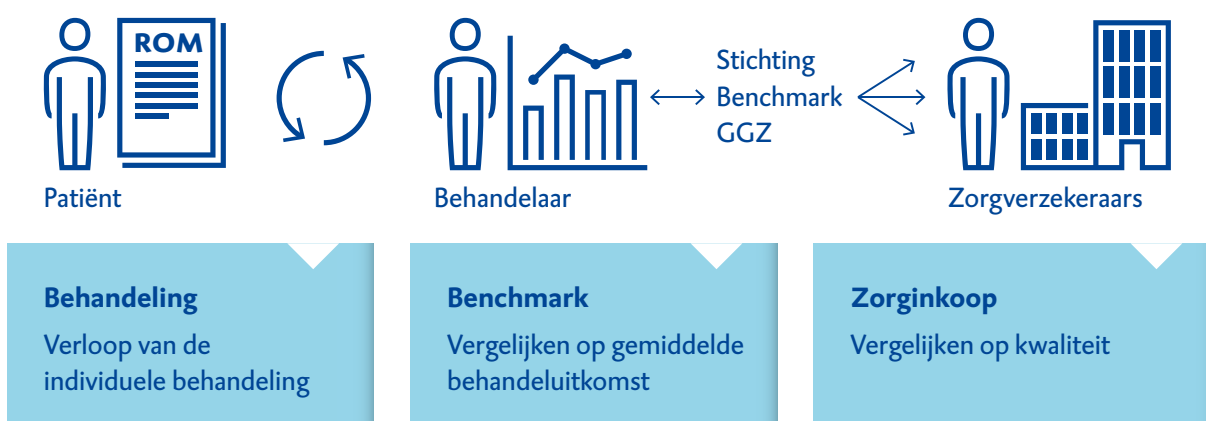 ROM
Stichting
Benchmark
GGZ
Patiënt
Behandelaar
Zorgverzekeraars
Behandeling
Verloop van de
individuele behandeling
Benchmark
Vergelijken op gemiddelde
behandeluitkomst
Zorginkoop
Vergelijken op kwaliteit